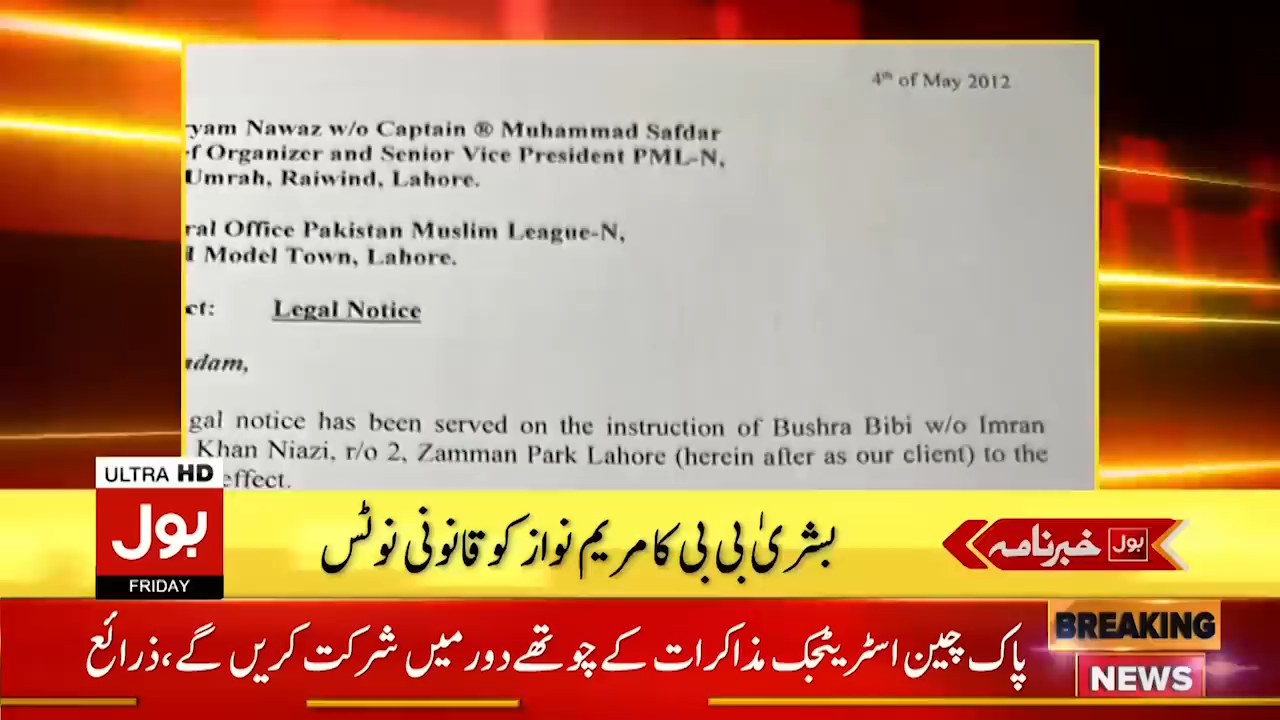 4th of May 2012
yam Nawaz w/o Captain ® Muhammad Safdar
f Organizer and Senior Vice President PML-N,
Umrah, Raiwind, Lahore.
ral Office Pakistan Muslim League-N,
Model Town, Lahore.
ct: Legal Notice
adam,
gal notice has been served on the instruction of Bushra Bibi w/o Imran
Khan Niazi, r/o 2, Zamman Park Lahore (herein after as our client) to the
effect.
ULTRA HD
بول
FRIDAY
بشریٰ بی بی کا مریم نواز کو قانونی نوٹس
بول خبرنامہ
پاک چین اسٹریٹجک مذاکرات کے چوتھے دور میں شرکت کریں گے، ذرائع
BREAKING
NEWS